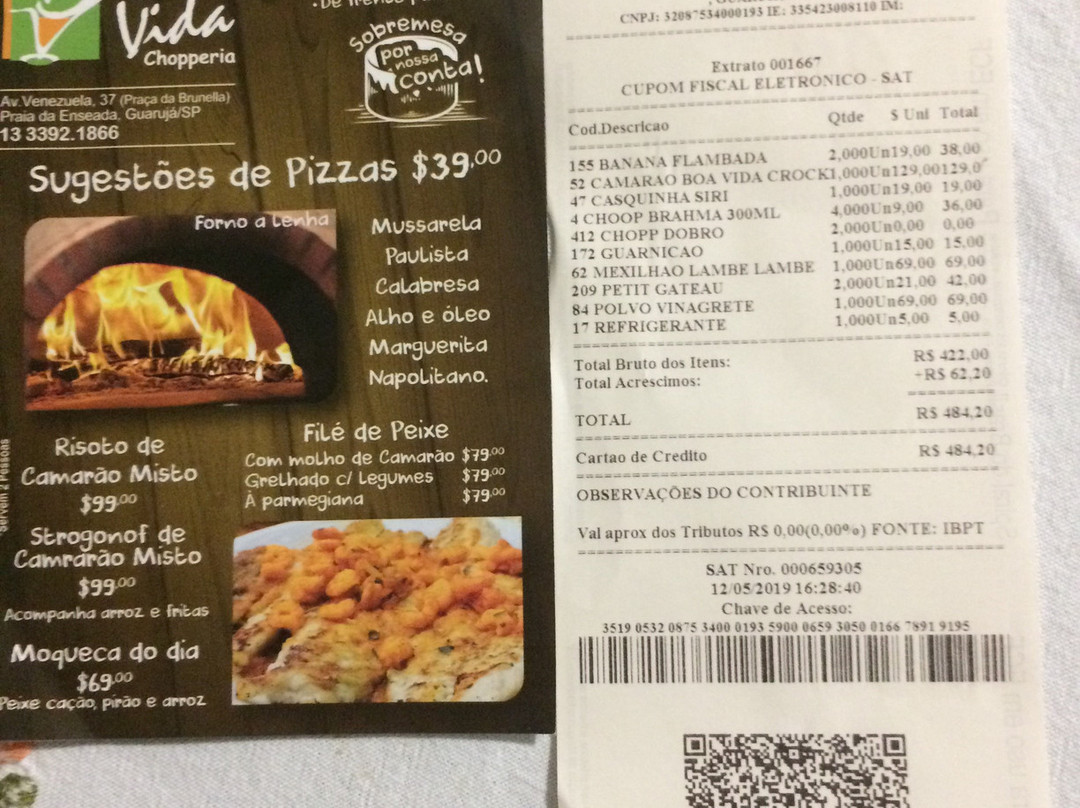 Vida
Chopperia
Sobremesa
por
nossa
conta!
Av.Venezuela, 37 (Praça da Brunella)
Praia da Enseada, Guarujá/SP
13 3392.1866
Sugestões de Pizzas $39,00
Forno a Lenha
Mussarela
Paulista
Calabresa
Alho e óleo
Marguerita
Napolitano.
Servem 2 Pessoas
Risoto de
Camarão Misto
$99,00
Strogonof de
Camrarão Misto
$99,00
Acompanha arroz e fritas
Moqueca do dia
$69,00
Peixe cação, pirão e arroz
Filé de Peixe
Com molho de Camarão $79,00
Grelhado c/ legumes $79,00
À parmegiana $79,00
CNPJ: 32087534000193 IE: 335423008110 IM:
Extrato 001667
CUPOM FISCAL ELETRONICO - SAT
Cod.Descricao Qtde $ Uni Total
155 BANANA FLAMBADA 2,000Un19,00 38,00
52 CAMARAO BOA VIDA CROCK1,000Un129,00129,0
47 CASQUINHA SIRI 1,000Un19,00 19,00
4 CHOOP BRAHMA 300ML 4,000Un9,00 36,00
412 CHOPP DOBRO 2,000Un0,00 0,00
172 GUARNICAO 1,000Un15,00 15,00
62 MEXILHAO LAMBE LAMBE 1,000Un69,00 69,00
209 PETIT GATEAU 2,000Un21,00 42,00
84 POLVO VINAGRETE 1,000Un69,00 69,00
17 REFRIGERANTE 1,000Un5,00 5,00
Total Bruto dos Itens: R$ 422,00
Total Acrescimos: +R$ 62,20
TOTAL R$ 484,20
Cartao de Credito R$ 484,20
OBSERVAÇÕES DO CONTRIBUINTE
Val aprox dos Tributos R$ 0,00(0,00%) FONTE: IBPT
SAT Nro. 000659305
12/05/2019 16:28:40
Chave de Acesso:
3519 0532 0875 3400 0193 5900 0659 3050 0166 7891 9195